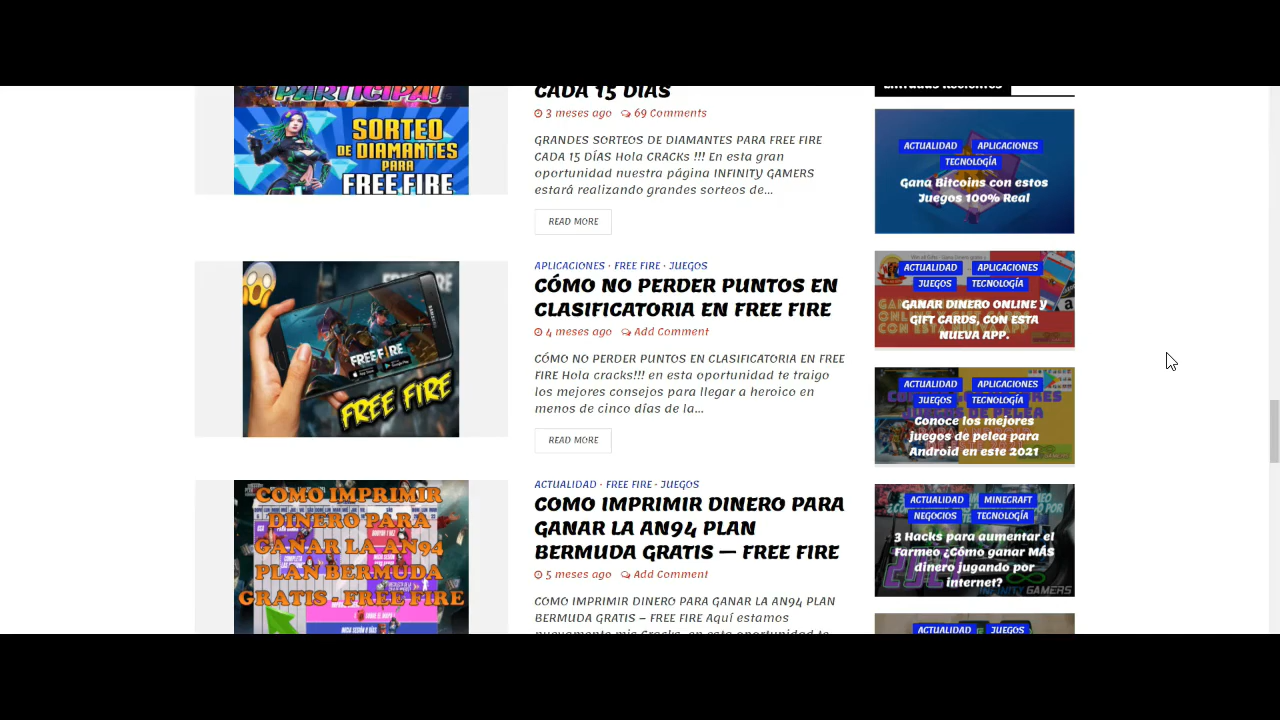 PARTICIPA!
SORTEO
DE DIAMANTES
PARA
FREE FIRE
CADA 15 DÍAS
3 meses ago 69 Comments
GRANDES SORTEOS DE DIAMANTES PARA FREE FIRE
CADA 15 DÍAS Hola CRACKS !!! En esta gran
oportunidad nuestra página INFINITY GAMERS
estará realizando grandes sorteos de...
READ MORE
FREE FIRE
FREE FIRE
APLICACIONES · FREE FIRE · JUEGOS
CÓMO NO PERDER PUNTOS EN
CLASIFICATORIA EN FREE FIRE
4 meses ago Add Comment
CÓMO NO PERDER PUNTOS EN CLASIFICATORIA EN FREE
FIRE Hola cracks!!! en esta oportunidad te traigo
los mejores consejos para llegar a heroico en
menos de cinco días de la...
READ MORE
COMO IMPRIMIR
DINERO PARA
GANAR LA AN94
PLAN BERMUDA
GRATIS - FREE FIRE
ACTUALIDAD · FREE FIRE · JUEGOS
COMO IMPRIMIR DINERO PARA
GANAR LA AN94 PLAN
BERMUDA GRATIS – FREE FIRE
5 meses ago Add Comment
COMO IMPRIMIR DINERO PARA GANAR LA AN94 PLAN
BERMUDA GRATIS – FREE FIRE Aquí estamos
nuevamente mis Cracks, en esta oportunidad te
Entradas Recientes
ACTUALIDAD APLICACIONES
TECNOLOGÍA
Gana Bitcoins con estos
Juegos 100% Real
ACTUALIDAD APLICACIONES
JUEGOS TECNOLOGÍA
GANAR DINERO ONLINE Y
GIFT CARDS, CON ESTA
NUEVA APP.
ACTUALIDAD APLICACIONES
JUEGOS TECNOLOGÍA
Conoce los mejores
juegos de pelea para
Android en este 2021
ACTUALIDAD MINECRAFT
NEGOCIOS TECNOLOGÍA
3 Hacks para aumentar el
Farmeo ¿Cómo ganar MÁS
dinero jugando por
internet?
INFINITY GAMERS
ACTUALIDAD JUEGOS